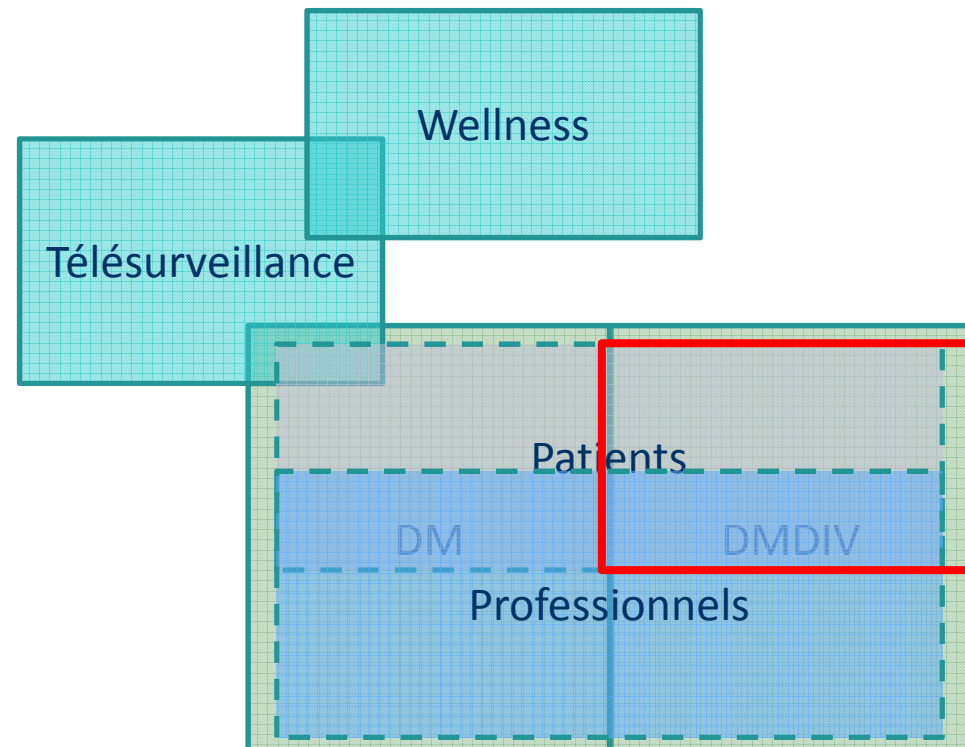 Wellness
Télésurveillance
Patients
DM
DMDIV
Professionnels